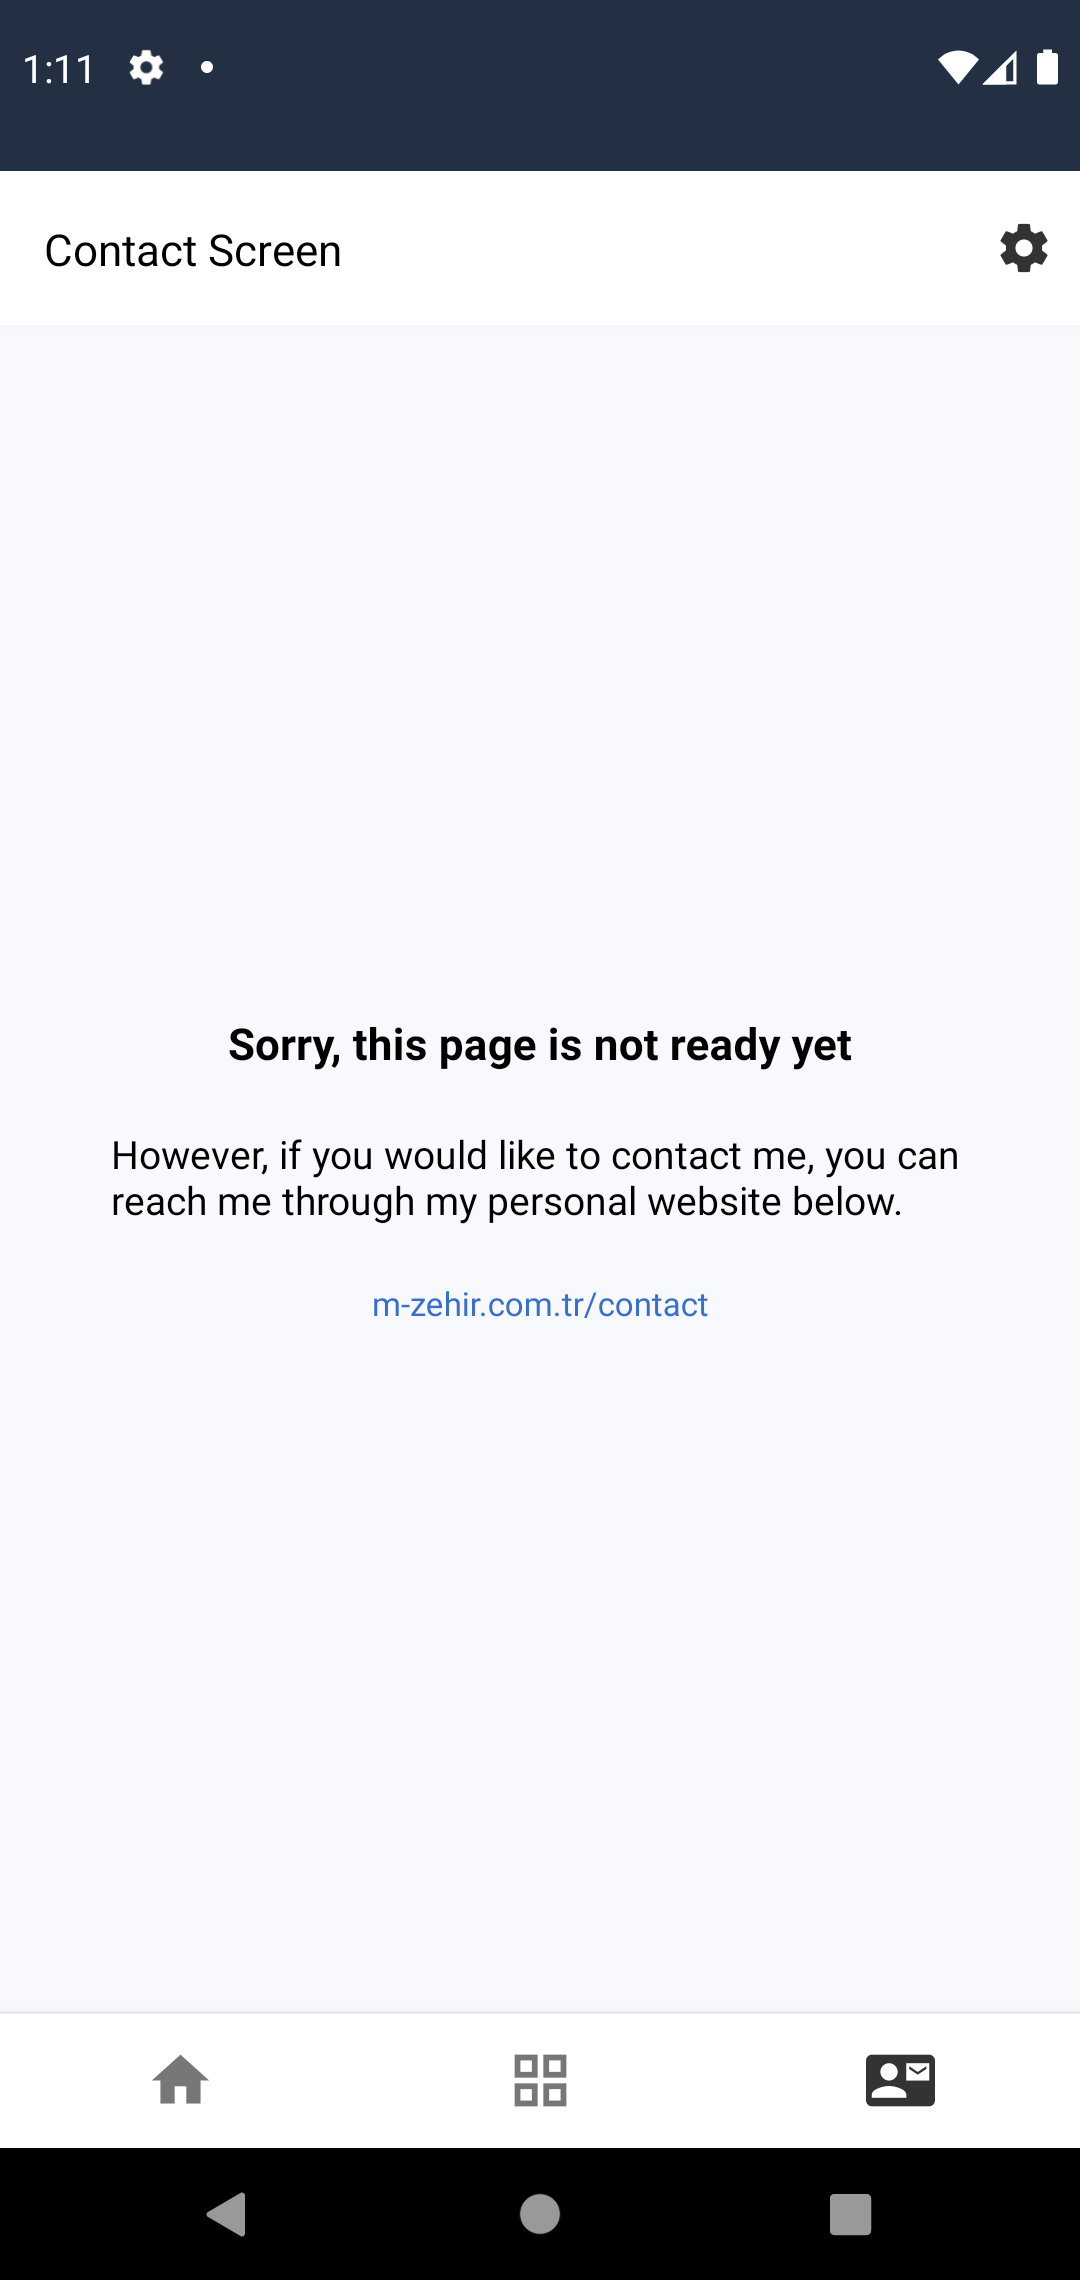 1:11
Contact Screen
Sorry, this page is not ready yet
However, if you would like to contact me, you can
reach me through my personal website below.
m-zehir.com.tr/contact